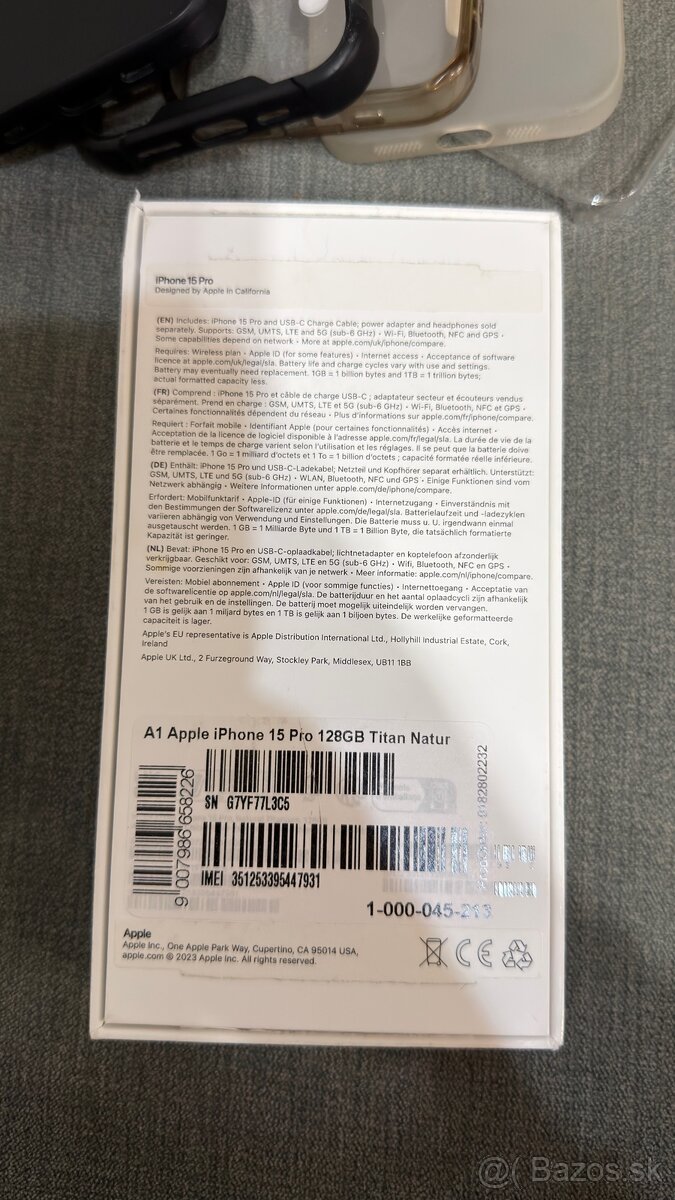 iPhone 15 Pro
Designed by Apple in California
(EN) Includes: iPhone 15 Pro and USB-C Charge Cable; power adapter and headphones sold
separately. Supports: GSM, UMTS, LTE and 5G (sub-6 GHz) • Wi-Fi, Bluetooth, NFC and GPS •
Some capabilities depend on network • More at apple.com/uk/iphone/compare.
Requires: Wireless plan • Apple ID (for some features) • Internet access • Acceptance of software
licence at apple.com/uk/legal/sla. Battery life and charge cycles vary with use and settings.
Battery may eventually need replacement. 1GB = 1 billion bytes and 1TB = 1 trillion bytes;
actual formatted capacity less.
(FR) Comprend : iPhone 15 Pro et câble de charge USB-C ; adaptateur secteur et écouteurs vendus
séparément. Prend en charge : GSM, UMTS, LTE et 5G (sub-6 GHz) • Wi-Fi, Bluetooth, NFC et GPS •
Certaines fonctionnalités dépendent du réseau • Plus d'informations sur apple.com/fr/iphone/compare.
Requiert : Forfait mobile • Identifiant Apple (pour certaines fonctionnalités) • Accès internet •
Acceptation de la licence de logiciel disponible à l'adresse apple.com/fr/legal/sla. La durée de vie de la
batterie et le temps de charge varient selon l'utilisation et les réglages. Il se peut que la batterie doive
être remplacée. 1 Go = 1 milliard d'octets et 1 To = 1 billion d'octets ; capacité formatée réelle inférieure.
(DE) Enthält: iPhone 15 Pro und USB-C-Ladekabel; Netzteil und Kopfhörer separat erhältlich. Unterstützt:
GSM, UMTS, LTE und 5G (sub-6 GHz) • WLAN, Bluetooth, NFC und GPS • Einige Funktionen sind vom
Netzwerk abhängig • Weitere Informationen unter apple.com/de/iphone/compare.
Erfordert: Mobilfunktarif • Apple-ID (für einige Funktionen) • Internetzugang • Einverständnis mit
den Bestimmungen der Softwarelizenz unter apple.com/de/legal/sla. Batterielaufzeit und -ladezyklen
variieren abhängig von Verwendung und Einstellungen. Die Batterie muss u. U. irgendwann einmal
ausgetauscht werden. 1 GB = 1 Milliarde Byte und 1 TB = 1 Billion Byte, die tatsächlich formatierte
Kapazität ist geringer.
(NL) Bevat: iPhone 15 Pro en USB-C-oplaadkabel; lichtnetadapter en koptelefoon afzonderlijk
verkrijgbaar. Geschikt voor: GSM, UMTS, LTE en 5G (sub-6 GHz) • Wifi, Bluetooth, NFC en GPS •
Sommige voorzieningen zijn afhankelijk van je netwerk • Meer informatie: apple.com/nl/iphone/compare.
Vereisten: Mobiel abonnement • Apple ID (voor sommige functies) • Internettoegang • Acceptatie van
de softwarelicentie op apple.com/nl/legal/sla. De batterijduur en het aantal oplaadcycli zijn afhankelijk
van het gebruik en de instellingen. De batterij moet mogelijk uiteindelijk worden vervangen.
1 GB is gelijk aan 1 miljard bytes en 1 TB is gelijk aan 1 biljoen bytes. De werkelijke geformatteerde
capaciteit is lager.
Apple's EU representative is Apple Distribution International Ltd., Hollyhill Industrial Estate, Cork,
Ireland
Apple UK Ltd., 2 Furzeground Way, Stockley Park, Middlesex, UB11 1BB
A1 Apple iPhone 15 Pro 128GB Titan Natur
SN G7YF77L3C5
IMEI 351253395447931
9 007986 658226
0182802232
1-000-045-213
Apple
Apple Inc., One Apple Park Way, Cupertino, CA 95014 USA,
apple.com © 2023 Apple Inc. All rights reserved.
CE
@( Bazos.sk